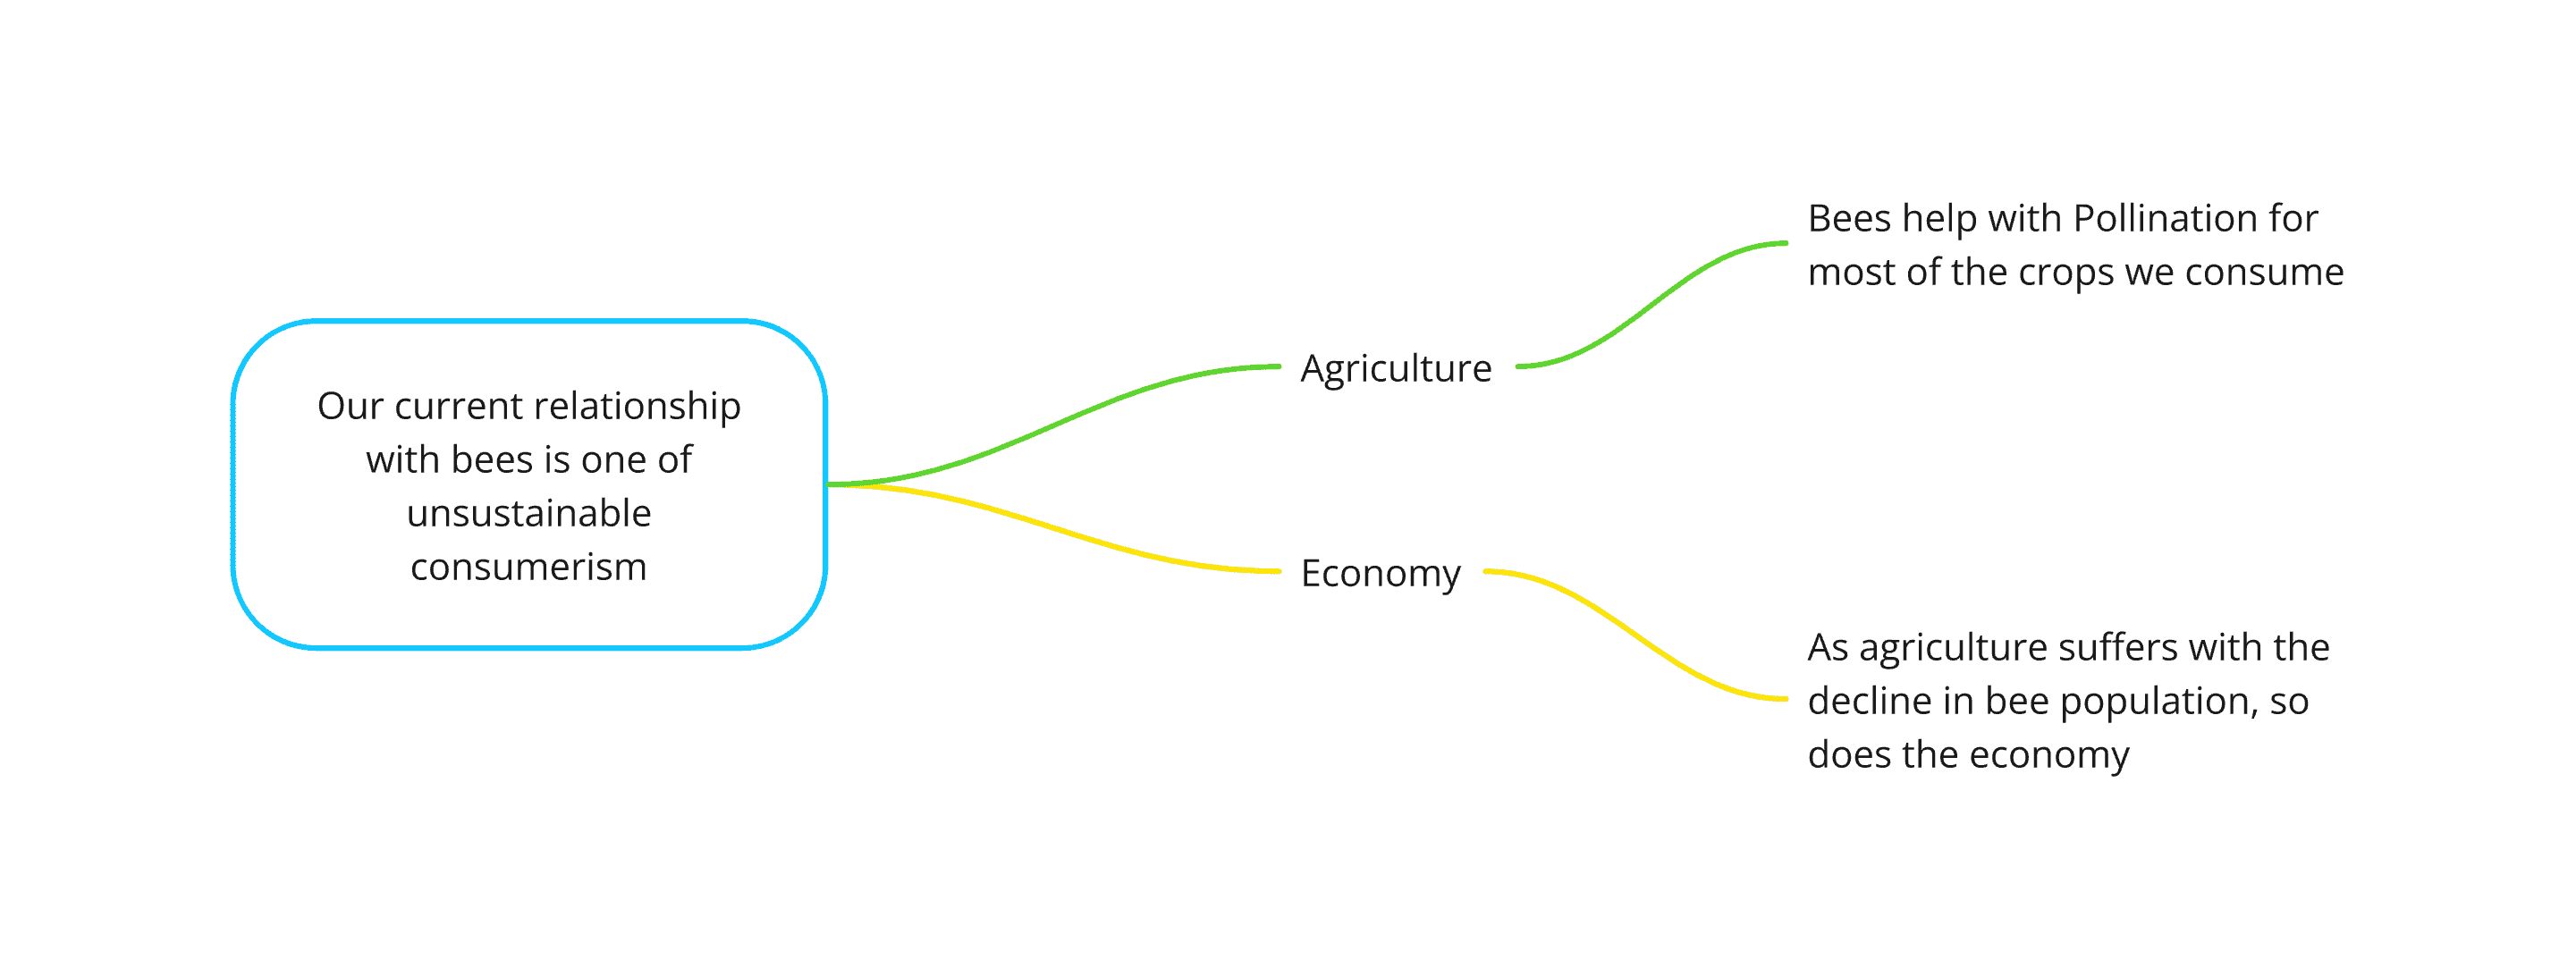 Our current relationship
with bees is one of
unsustainable
consumerism
Agriculture
Bees help with Pollination for
most of the crops we consume
Economy
As agriculture suffers with the
decline in bee population, so
does the economy